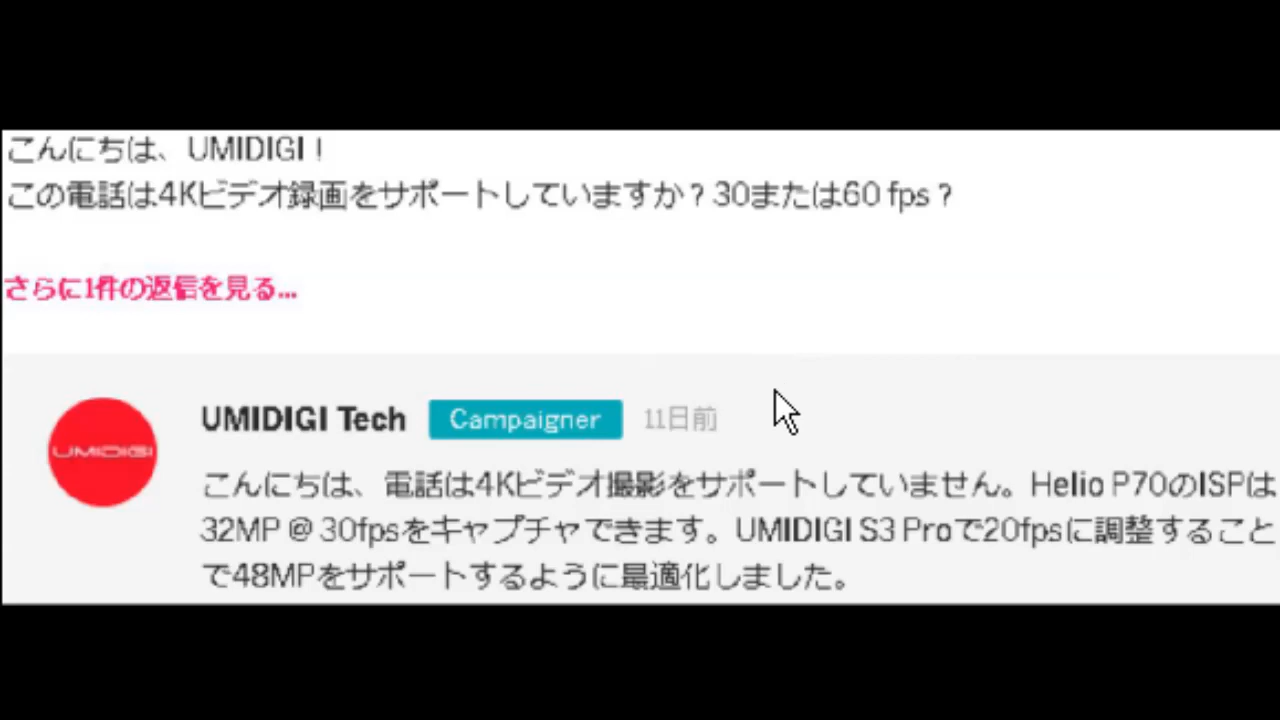 こんにちは、UMIDIGI！
この電話は4Kビデオ録画をサポートしていますか？30または60 fps？
さらに1件の返信を見る...
UMIDIGI Tech Campaigner 11日前
UMIDIGI
こんにちは、電話は4Kビデオ撮影をサポートしていません。Helio P70のISPは
32MP @ 30fpsをキャプチャできます。UMIDIGI S3 Proで20fpsに調整すること
で48MPをサポートするように最適化しました。